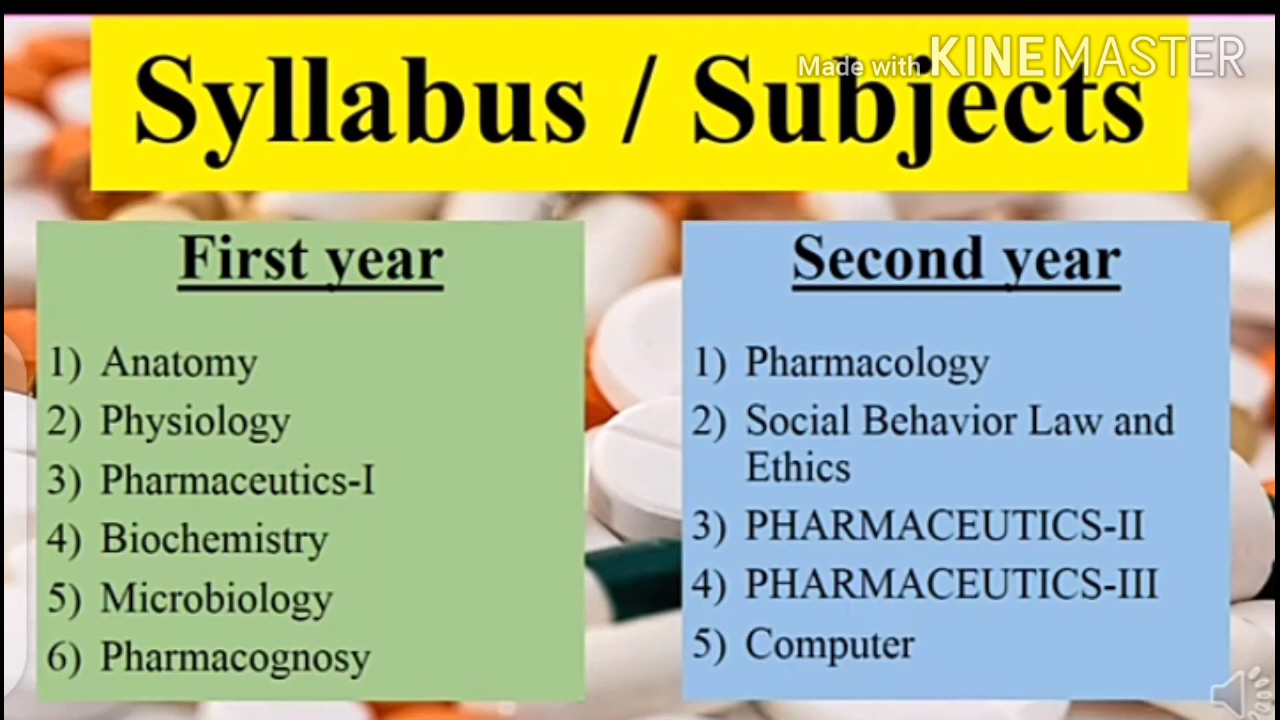 Made with KINEMASTER
Syllabus / Subjects
First year
1) Anatomy
2) Physiology
3) Pharmaceutics-I
4) Biochemistry
5) Microbiology
6) Pharmacognosy
Second year
1) Pharmacology
2) Social Behavior Law and
Ethics
3) PHARMACEUTICS-II
4) PHARMACEUTICS-III
5) Computer